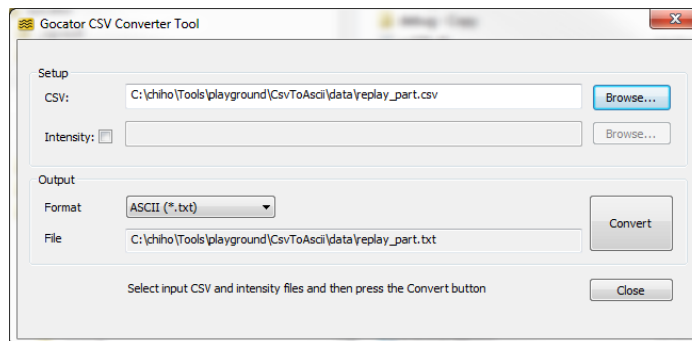 debug - Copy
Gocator CSV Converter Tool
x
Setup
CSV: C:\chiho\Tools\playground\CsvToAscii\data\replay_part.csv Browse...
Intensity: Browse...
Output
Format ASCII (*.txt)
Convert
File C:\chiho\Tools\playground\CsvToAscii\data\replay_part.txt
Select input CSV and intensity files and then press the Convert button Close